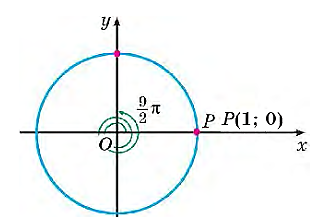 y
9/2 π
P P(1; 0)
O
x